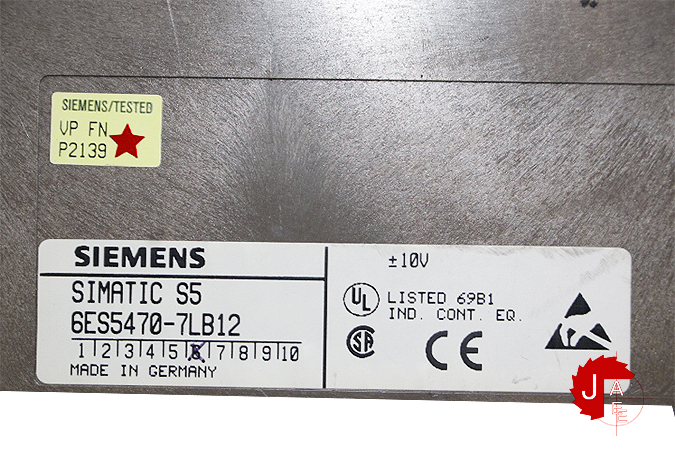 SIEMENS/TESTED
VP FN
P2139
SIEMENS
SIMATIC S5
6ES5470-7LB12
1|2|3|4|5|6|7|8|9|10
MADE IN GERMANY
±10V
UL LISTED 69B1
IND. CONT. EQ.
SA CE
J A